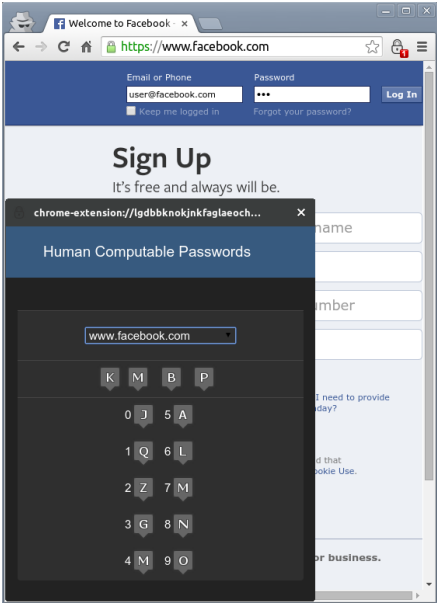 Welcome to Facebook -
https://www.facebook.com
1
Email or Phone Password
user@facebook.com ••• Log In
Keep me logged in Forgot your password?
Sign Up
It's free and always will be.
chrome-extension://lgdbbknokjnkfaglaeoch...
name
Human Computable Passwords
mber
www.facebook.com
K M B P
I need to provide
day?
0 J 5 A
1 Q 6 L
d that
ookie Use.
2 Z 7 M
3 G 8 N
or business.
4 M 9 O